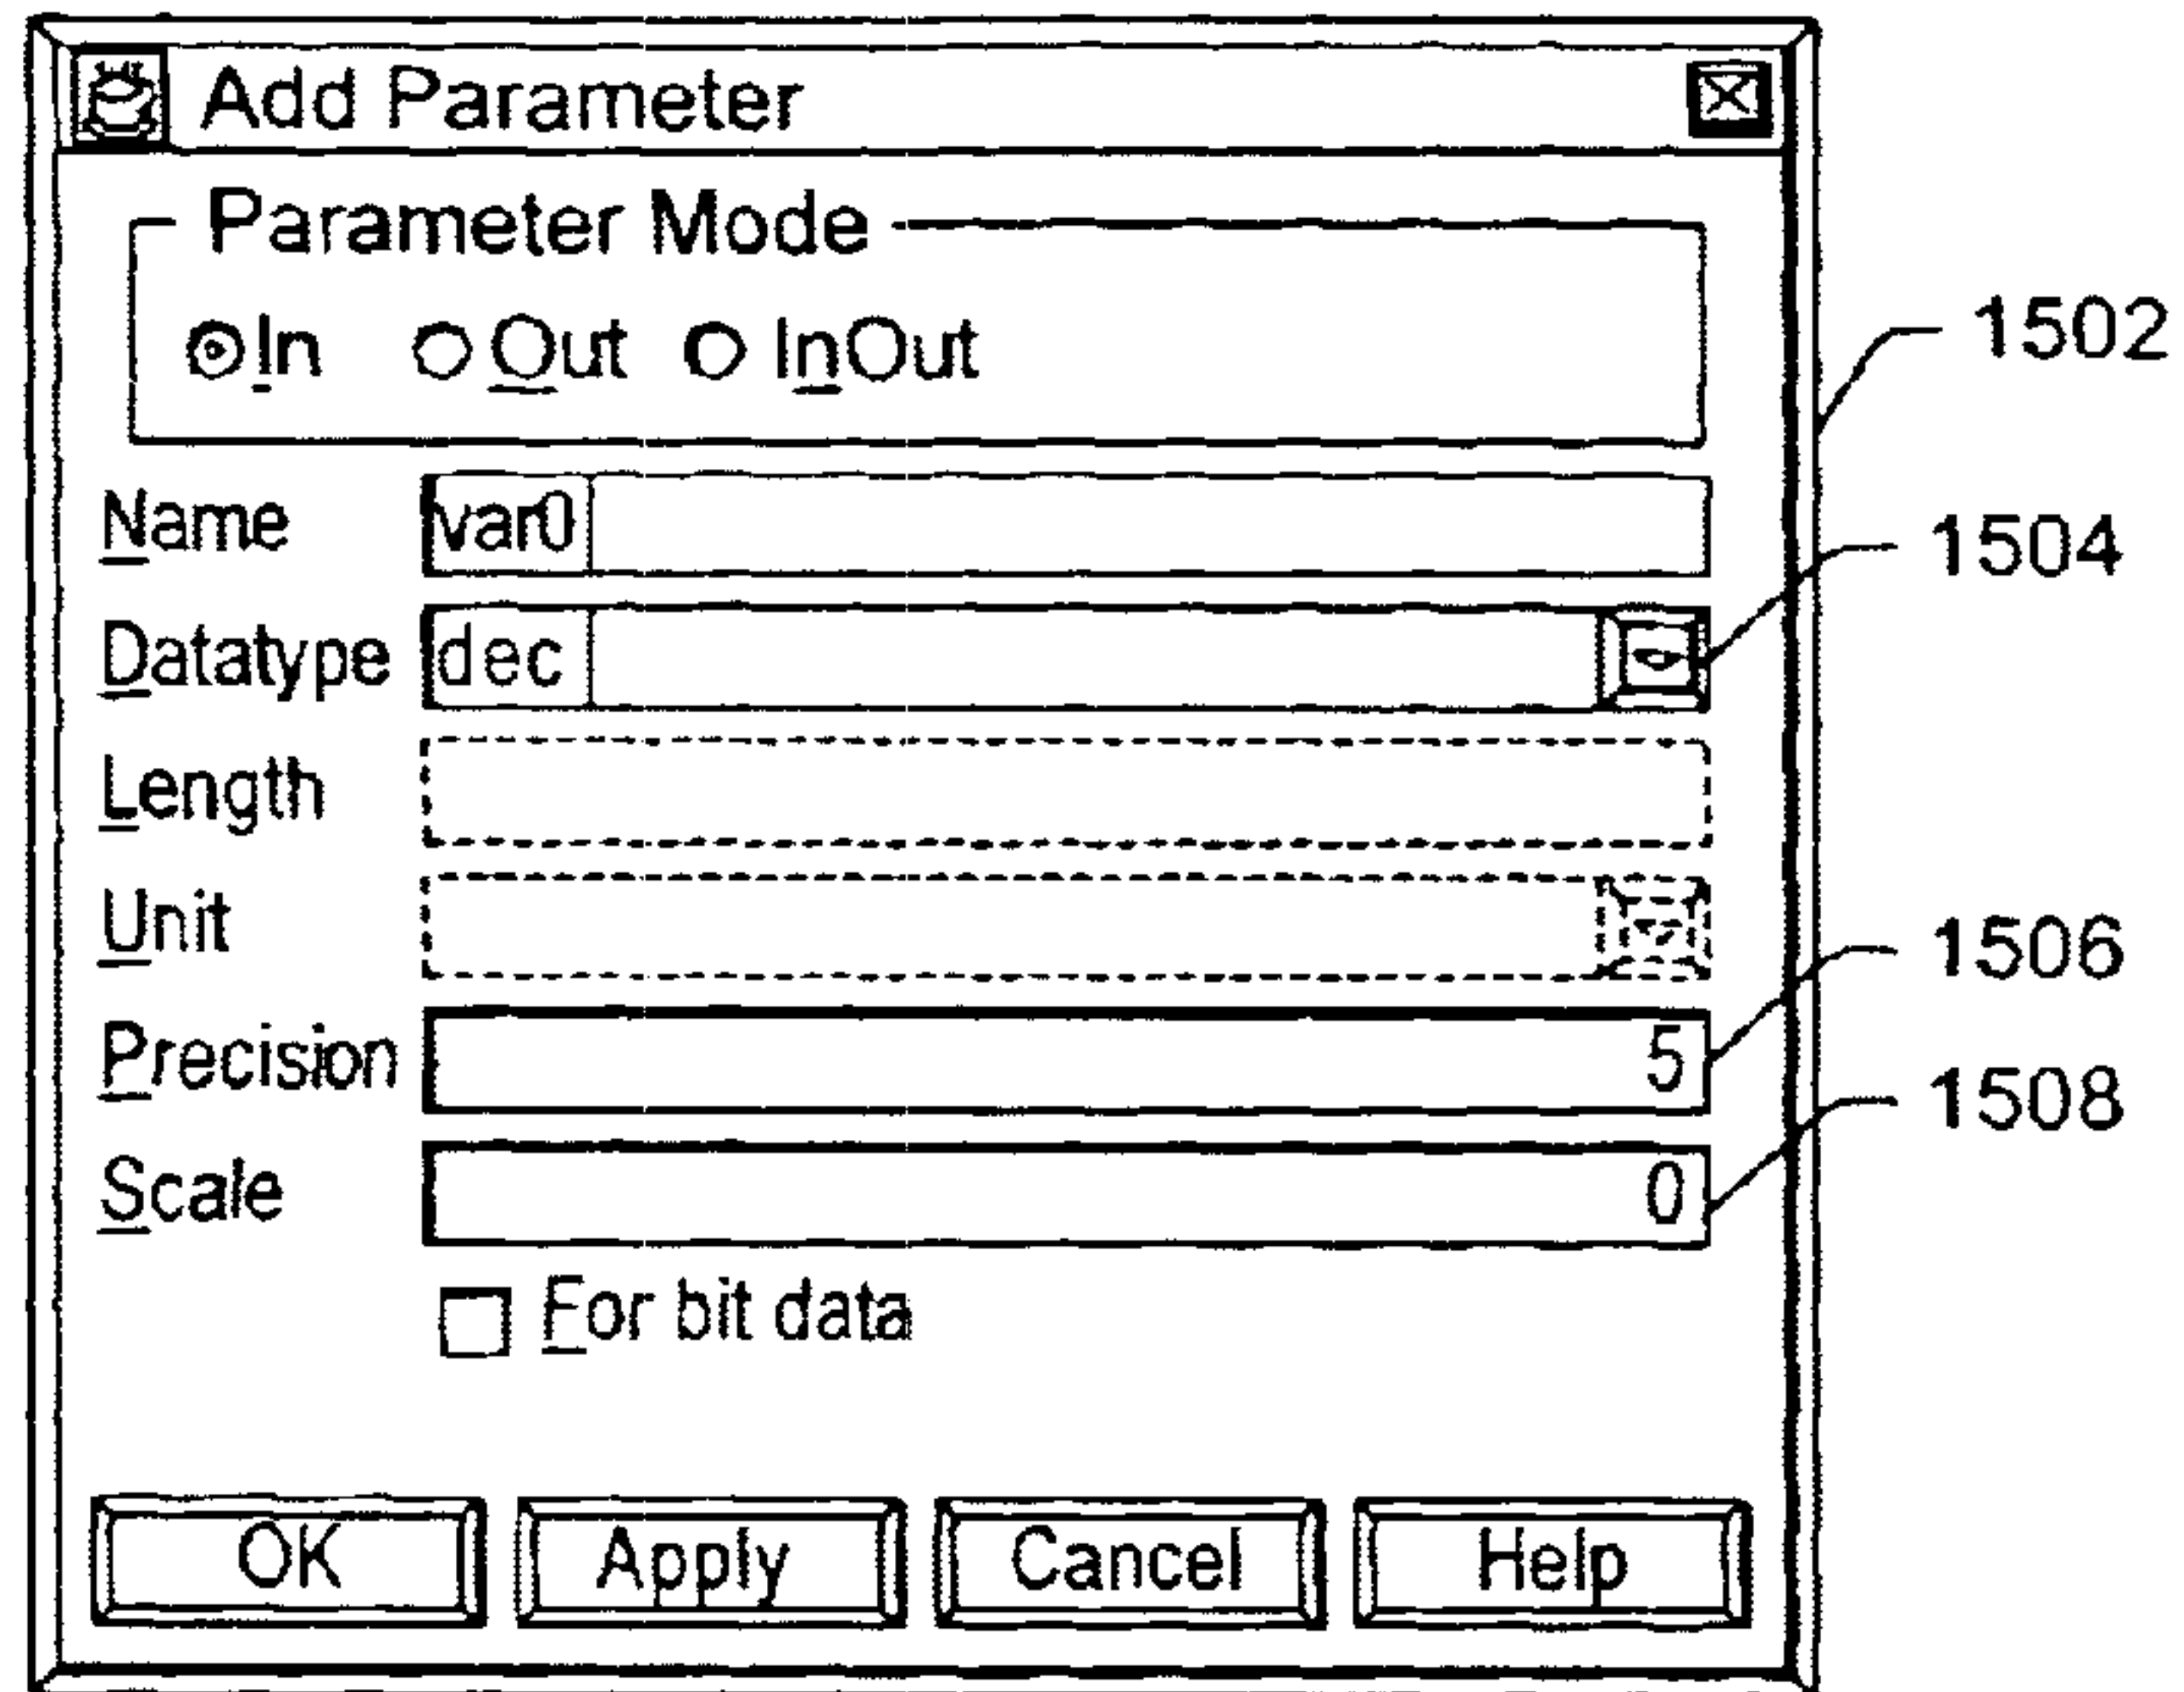 Add Parameter
Parameter Mode
In Out InOut
1502
Name var0
1504
Datatype dec
Length
Unit
1506
Precision 5
1508
Scale 0
For bit data
OK Apply Cancel Help